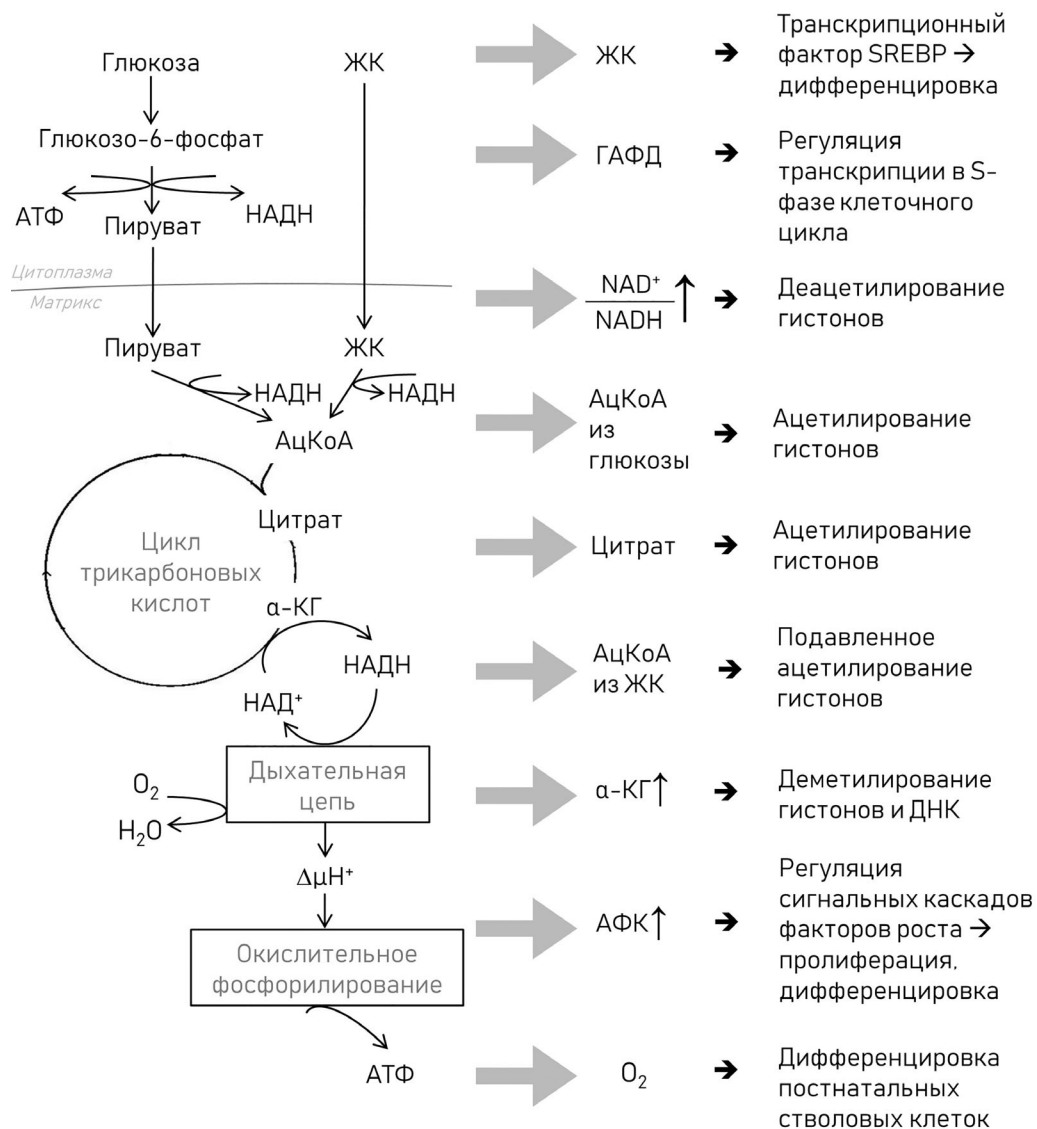 Глюкоза
ЖК
Глюкозо-6-фосфат
АТФ
НАДН
Пируват
Цитоплазма
Матрикс
Пируват
ЖК
НАДН
НАДН
АцКоА
Цитрат
Цикл
трикарбоновых
кислот
α-КГ
НАДН
НАД⁺
Дыхательная
цепь
O₂
H₂O
ΔμH⁺
Окислительное
фосфорилирование
АТФ
ЖК ➔ Транскрипционный
фактор SREBP →
дифференцировка
ГАФД ➔ Регуляция
транскрипции в S-
фазе клеточного
цикла
NAD⁺
NADH
↑ ➔ Деацетилирование
гистонов
АцКоА
из
глюкозы
➔ Ацетилирование
гистонов
Цитрат ➔ Ацетилирование
гистонов
АцКоА
из ЖК
➔ Подавленное
ацетилирование
гистонов
α-КГ↑ ➔ Деметилирование
гистонов и ДНК
АФК↑ ➔ Регуляция
сигнальных каскадов
факторов роста →
пролиферация,
дифференцировка
O₂ ➔ Дифференцировка
постнатальных
стволовых клеток